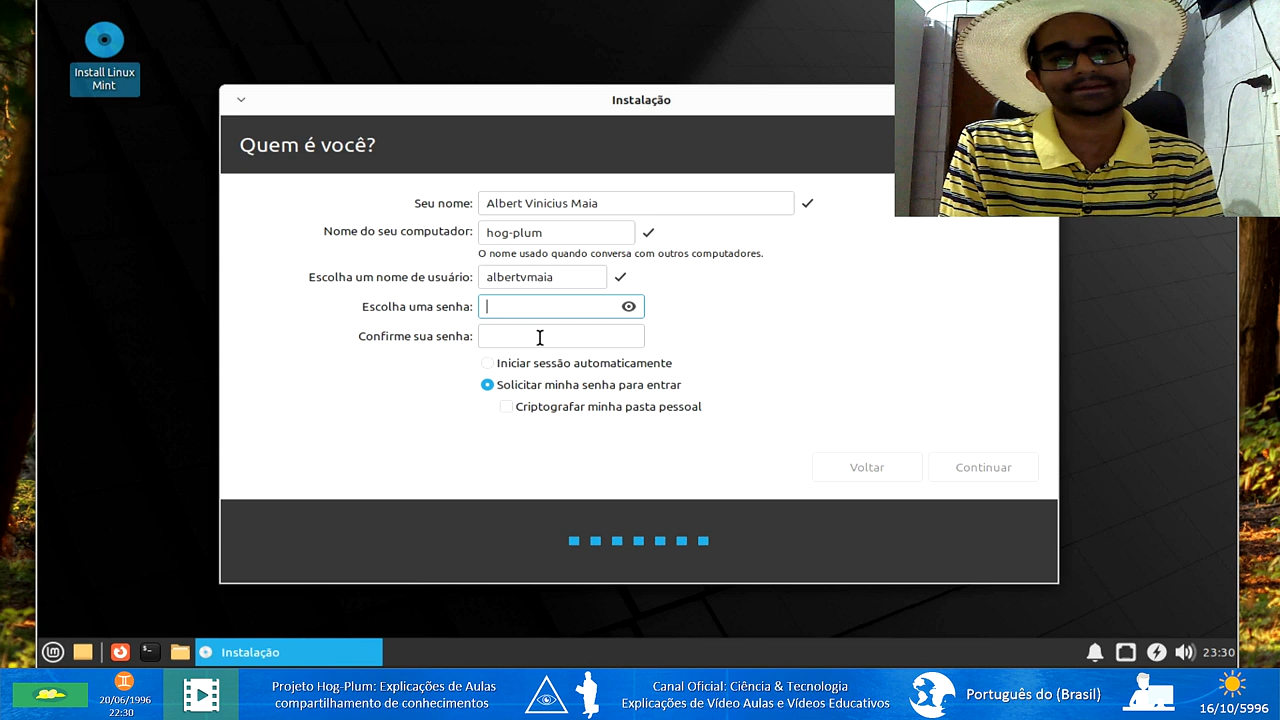 Install Linux
Mint
Instalação
Quem é você?
Seu nome: Albert Vinicius Maia
Nome do seu computador: hog-plum
O nome usado quando conversa com outros computadores.
Escolha um nome de usuário: albertvmaia
Escolha uma senha:
Confirme sua senha:
Iniciar sessão automaticamente
Solicitar minha senha para entrar
Criptografar minha pasta pessoal
Voltar Continuar
Instalação 23:30
20/06/1996
22:30
Projeto Hog-Plum: Explicações de Aulas
compartilhamento de conhecimentos
Canal Oficial: Ciência & Tecnologia
Explicações de Vídeo Aulas e Vídeos Educativos
Português do (Brasil)
16/10/5996